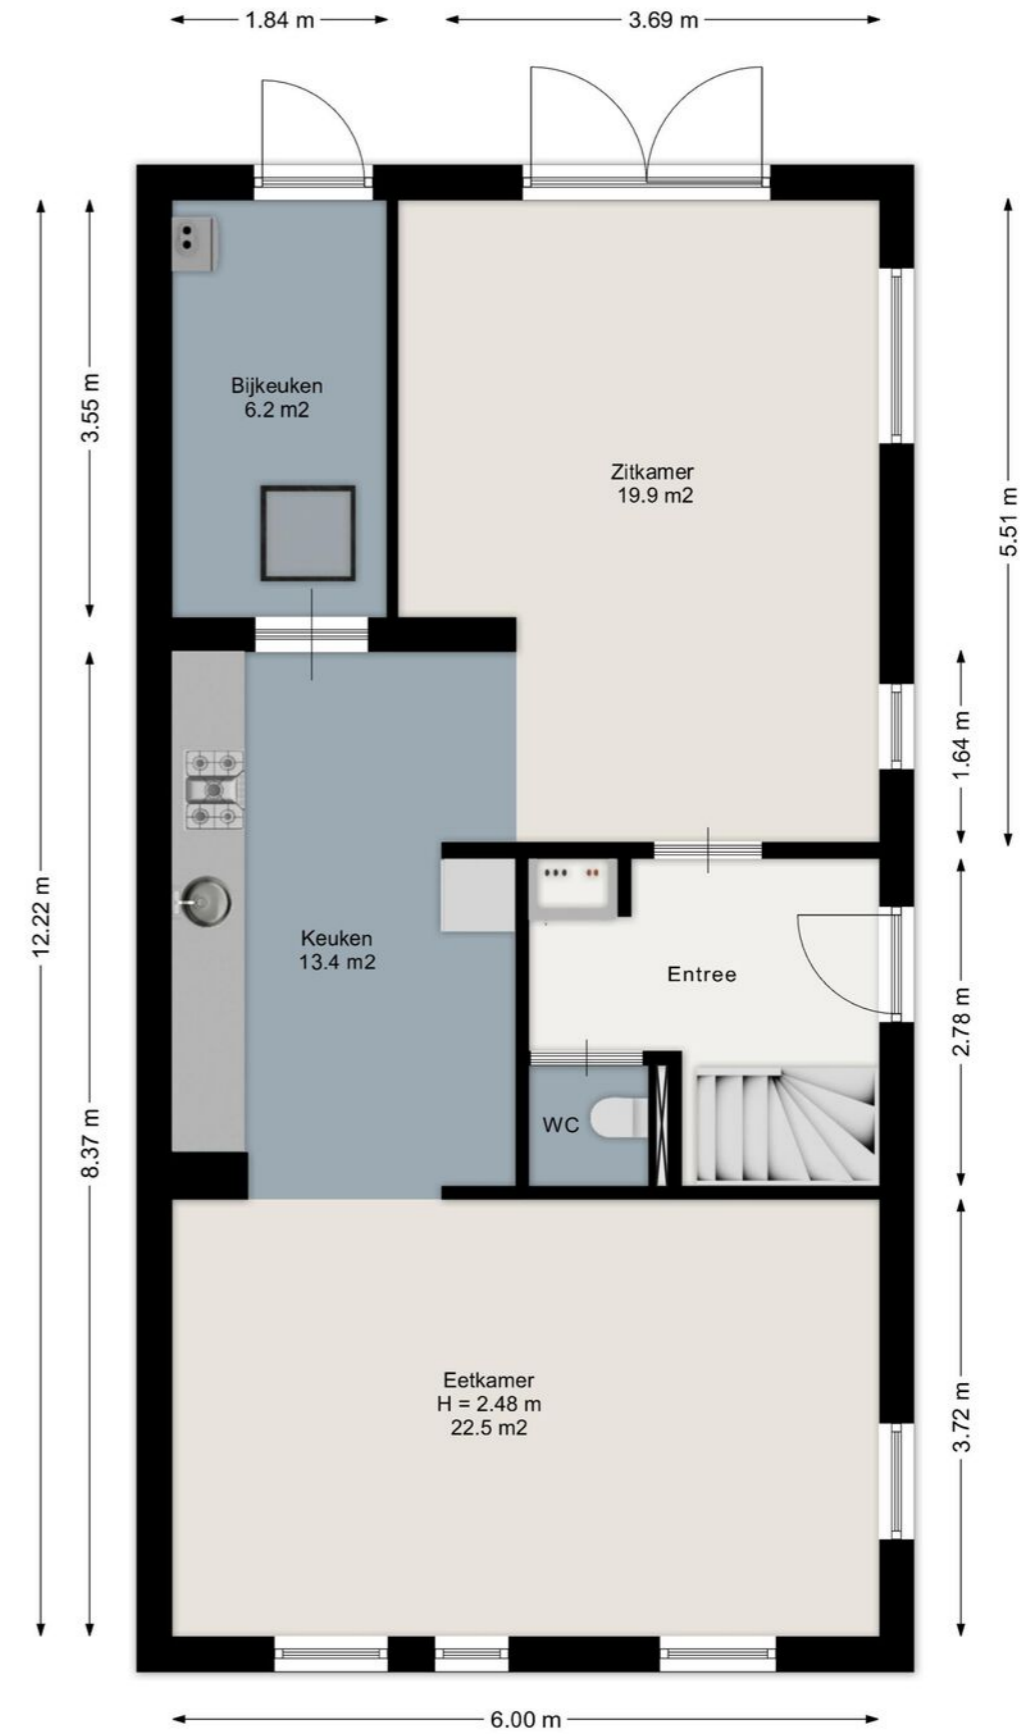 1.84 m
3.69 m
3.55 m
Bijkeuken
6.2 m2
Zitkamer
19.9 m2
5.51 m
1.64 m
12.22 m
Keuken
13.4 m2
Entree
2.78 m
8.37 m
WC
Eetkamer
H = 2.48 m
22.5 m2
3.72 m
6.00 m